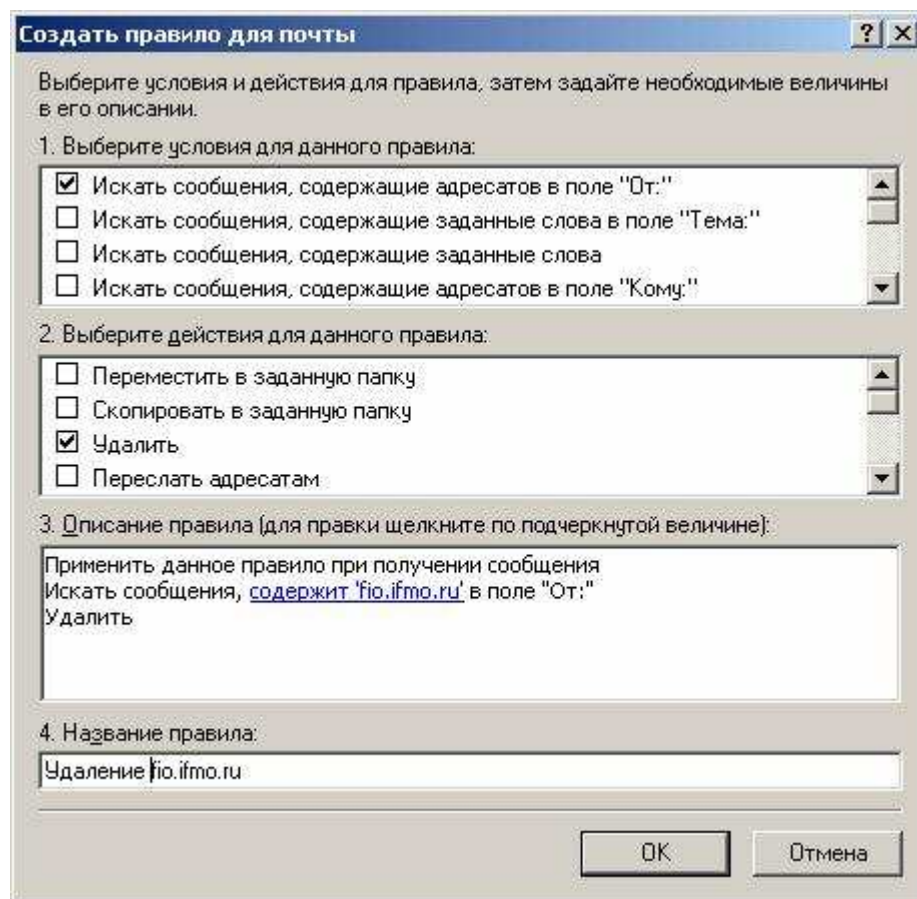 Создать правило для почты
Выберите условия и действия для правила, затем задайте необходимые величины
в его описании.
1. Выберите условия для данного правила:
Искать сообщения, содержащие адресатов в поле "От:"
Искать сообщения, содержащие заданные слова в поле "Тема:"
Искать сообщения, содержащие заданные слова
Искать сообщения, содержащие адресатов в поле "Кому:"
2. Выберите действия для данного правила:
Переместить в заданную папку
Скопировать в заданную папку
Удалить
Переслать адресатам
3. Описание правила (для правки щелкните по подчеркнутой величине):
Применить данное правило при получении сообщения
Искать сообщения, содержит 'fio.ifmo.ru' в поле "От:"
Удалить
4. Название правила:
Удаление fio.ifmo.ru
OK Отмена